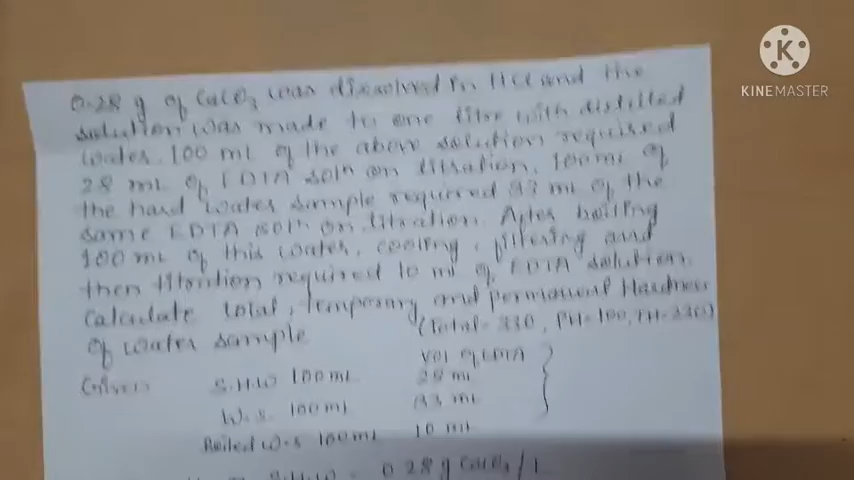 K
KINEMASTER
0.28 g of CaCO3 was dissolved in HCl and the
solution was made to one litre with distilled
water. 100 mL of the above solution required
28 mL of EDTA soln on titration. 100 mL of
the hard water sample required 33 mL of the
same EDTA soln on titration. After boiling
100 mL of this water, cooling, filtering and
then titration required 10 mL of EDTA solution.
Calculate total, temporary and permanent Hardness
of water sample (Total = 330, PH = 100, TH = 230)
Given Vol of EDTA
S.H.W 100 mL 28 mL
W.S. 100 mL 33 mL
Boiled W.S 100 mL 10 mL
S.H.W = 0.28 g CaCO3/L